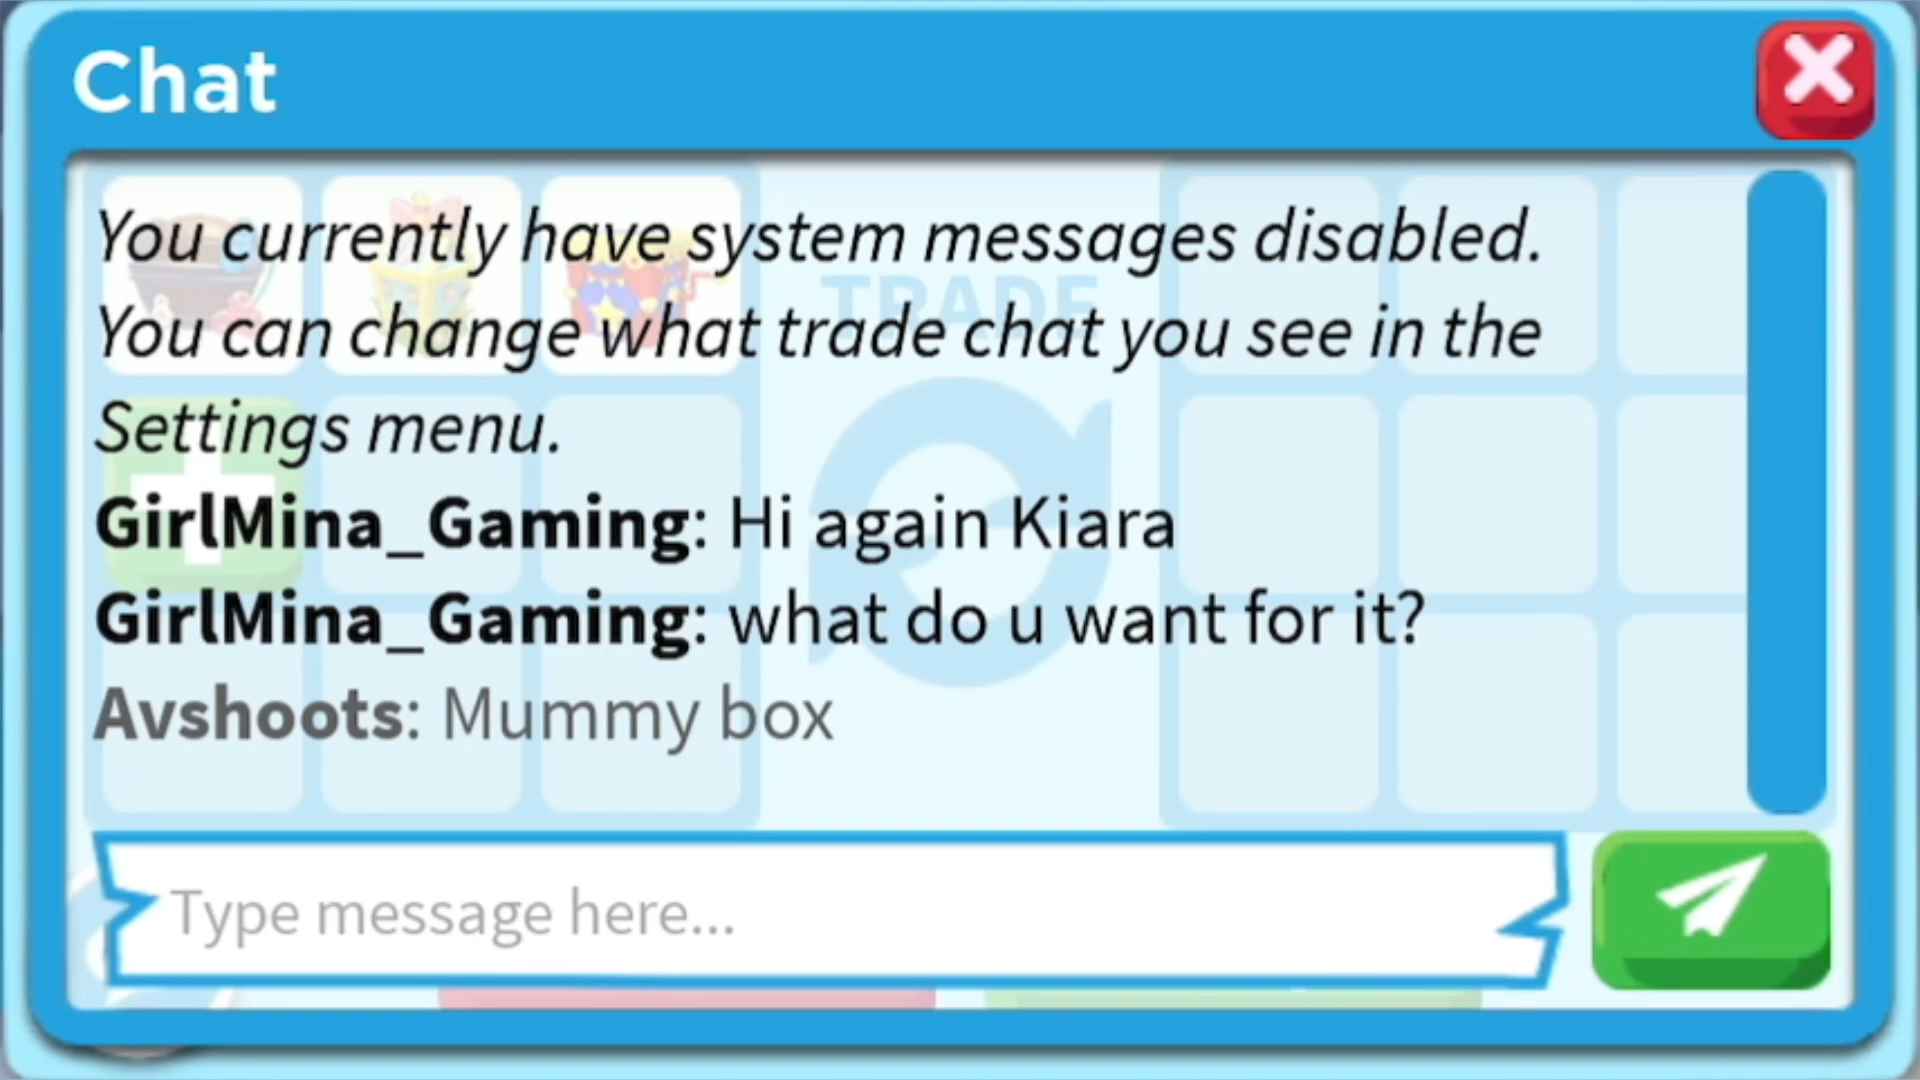 Chat
You currently have system messages disabled.
TRADE
You can change what trade chat you see in the
Settings menu.
GirlMina_Gaming: Hi again Kiara
GirlMina_Gaming: what do u want for it?
Avshoots: Mummy box
Type message here...